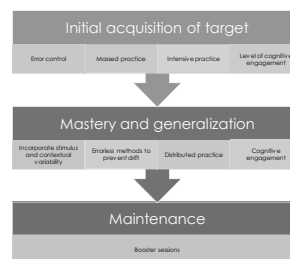 Initial acquisition of target
Error control
Massed practice
Intensive practice
Level of cognitive
engagement
Mastery and generalization
Incorporate stimulus
and contextual
variability
Errorless methods to
prevent drift
Distributed practice
Cognitive
engagement
Maintenance
Booster sessions